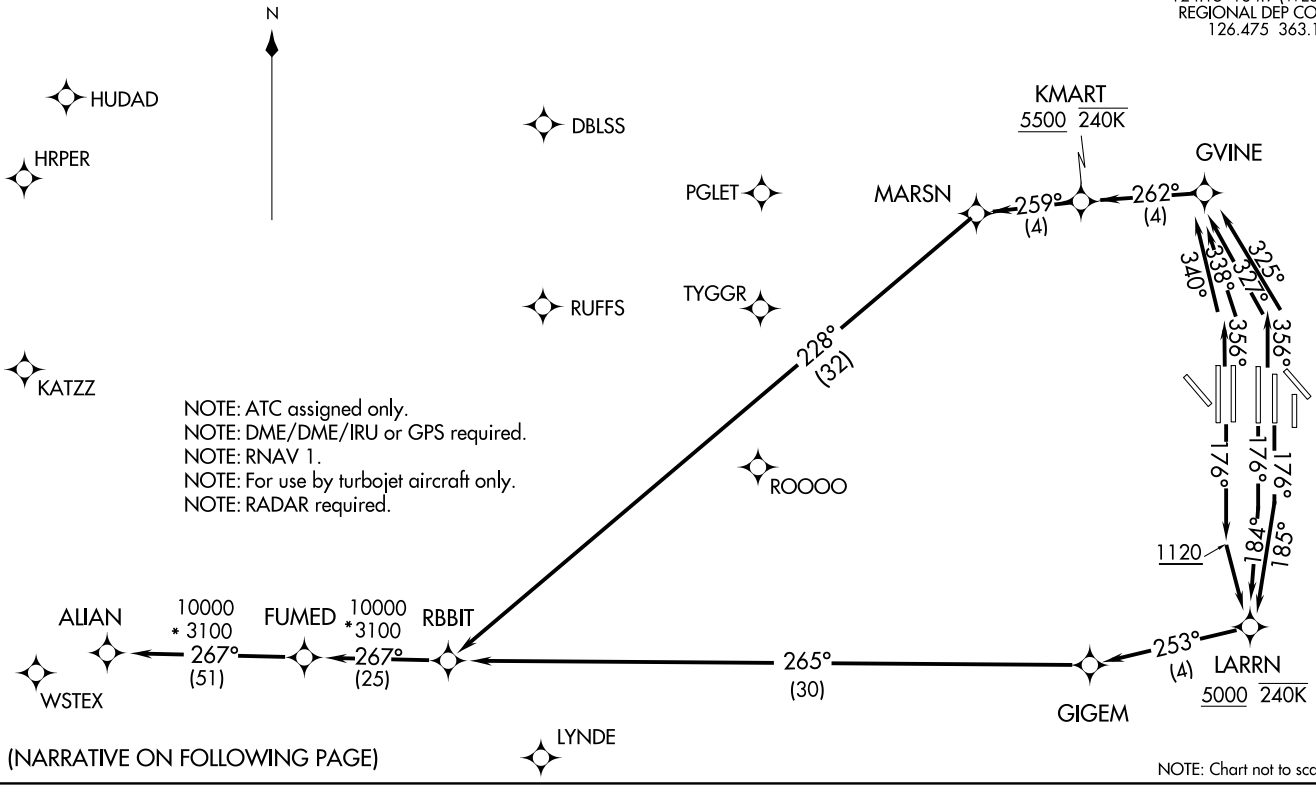 REGIONAL DEP
126.475 363.1
N
HUDAD
HRPER
DBLSS
KMART
5500 240K
GVINE
PGLET
MARSN
259°
(4)
262°
(4)
340°
338°
327°
325°
RUFFS
TYGGR
356°
356°
228°
(32)
KATZZ
NOTE: ATC assigned only.
NOTE: DME/DME/IRU or GPS required.
NOTE: RNAV 1.
NOTE: For use by turbojet aircraft only.
NOTE: RADAR required.
ROOOO
176°
176°
176°
1120
184°
185°
ALIAN
10000
* 3100
267°
(51)
FUMED
10000
* 3100
267°
(25)
RBBIT
265°
(30)
253°
(4)
LARRN
5000 240K
GIGEM
WSTEX
LYNDE
(NARRATIVE ON FOLLOWING PAGE)
NOTE: Chart not to